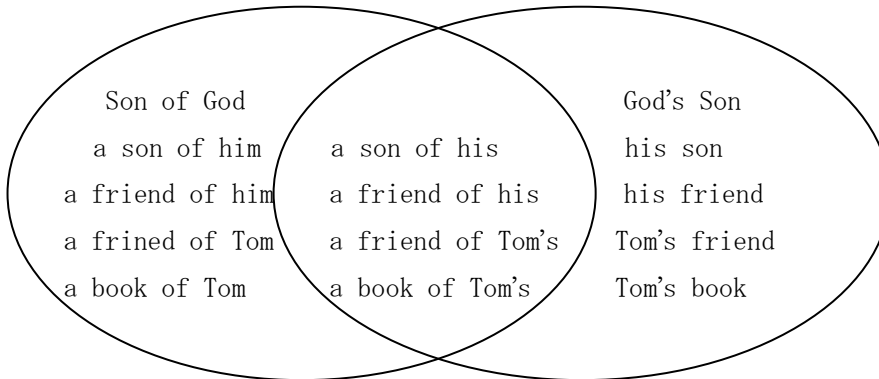 Son of God God's Son
a son of him a son of his his son
a friend of him a friend of his his friend
a frined of Tom a friend of Tom's Tom's friend
a book of Tom a book of Tom's Tom's book